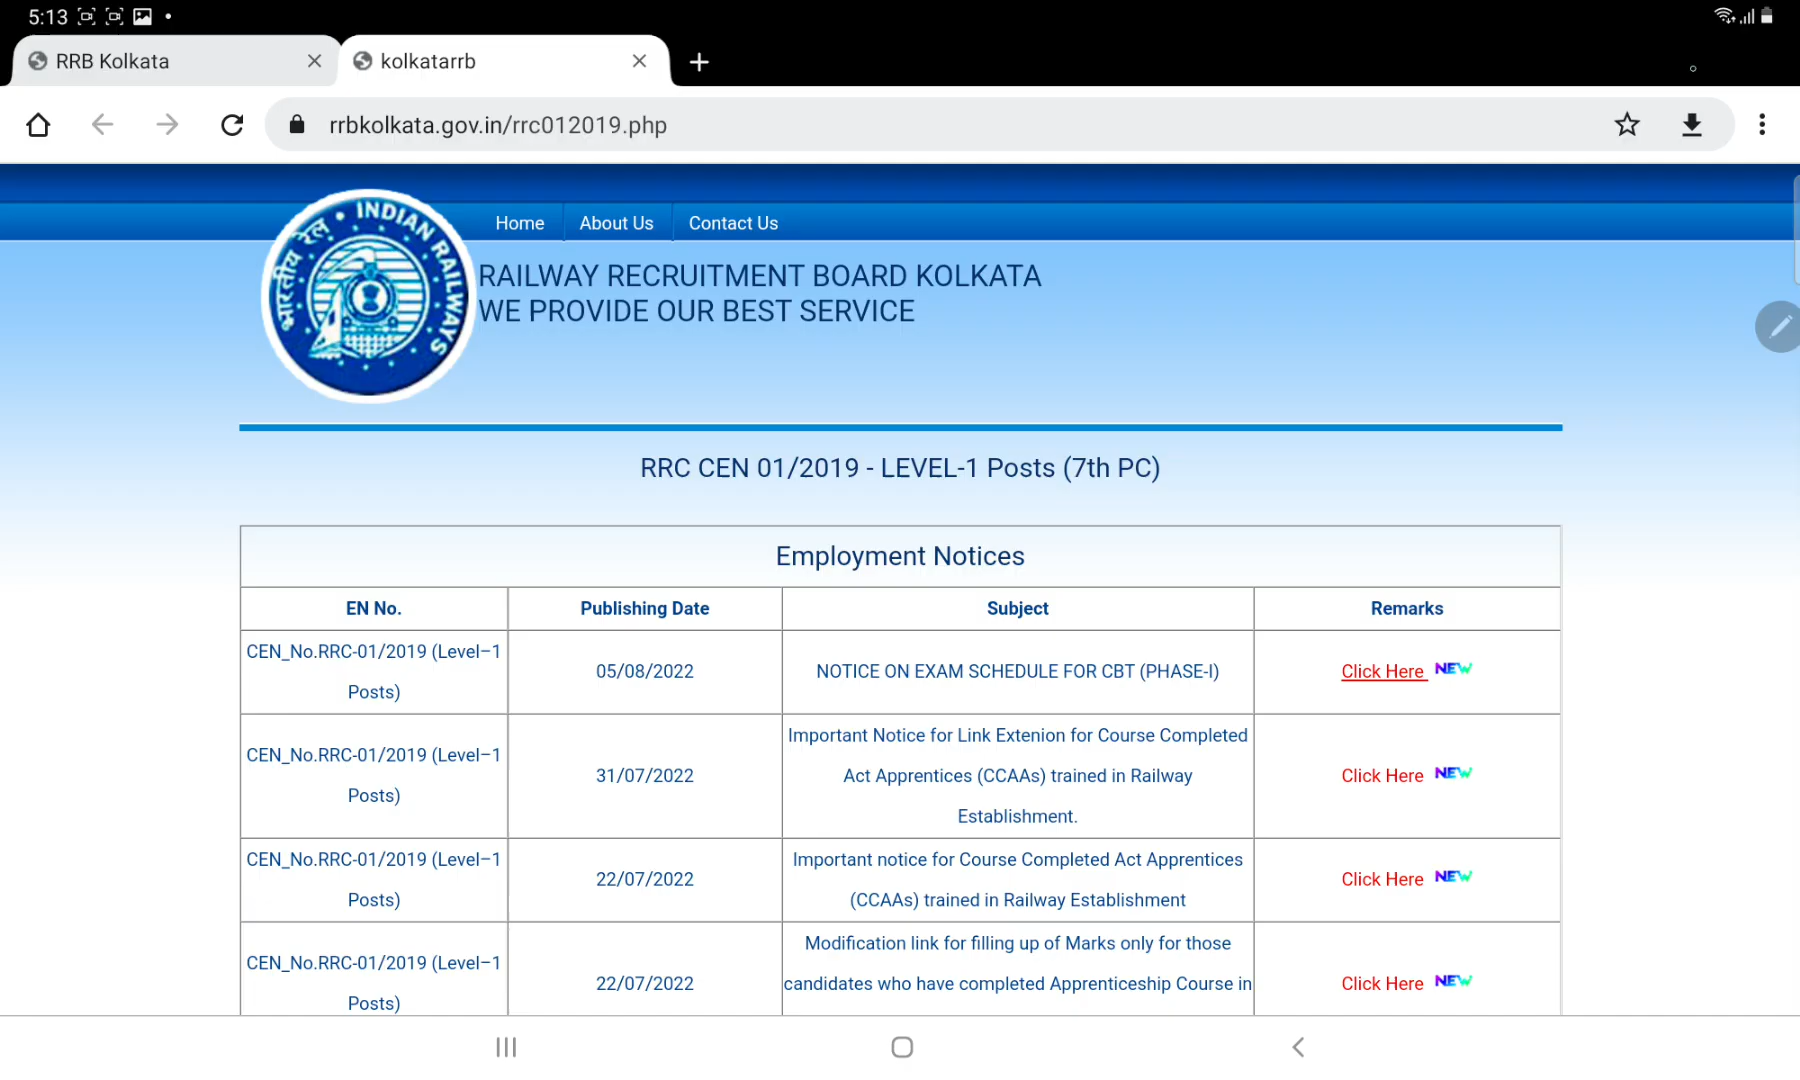 5:13
RRB Kolkata
kolkatarrb
rrbkolkata.gov.in/rrc012019.php
भारतीय रेल • INDIAN RAILWAYS
Home About Us Contact Us
RAILWAY RECRUITMENT BOARD KOLKATA
WE PROVIDE OUR BEST SERVICE
RRC CEN 01/2019 - LEVEL-1 Posts (7th PC)
Employment Notices
EN No. Publishing Date Subject Remarks
CEN_No.RRC-01/2019 (Level–1
Posts)
05/08/2022
NOTICE ON EXAM SCHEDULE FOR CBT (PHASE-I)
Click Here NEW
CEN_No.RRC-01/2019 (Level–1
Posts)
31/07/2022
Important Notice for Link Extenion for Course Completed
Act Apprentices (CCAAs) trained in Railway
Establishment.
Click Here NEW
CEN_No.RRC-01/2019 (Level–1
Posts)
22/07/2022
Important notice for Course Completed Act Apprentices
(CCAAs) trained in Railway Establishment
Click Here NEW
CEN_No.RRC-01/2019 (Level–1
Posts)
22/07/2022
Modification link for filling up of Marks only for those
candidates who have completed Apprenticeship Course in
Click Here NEW